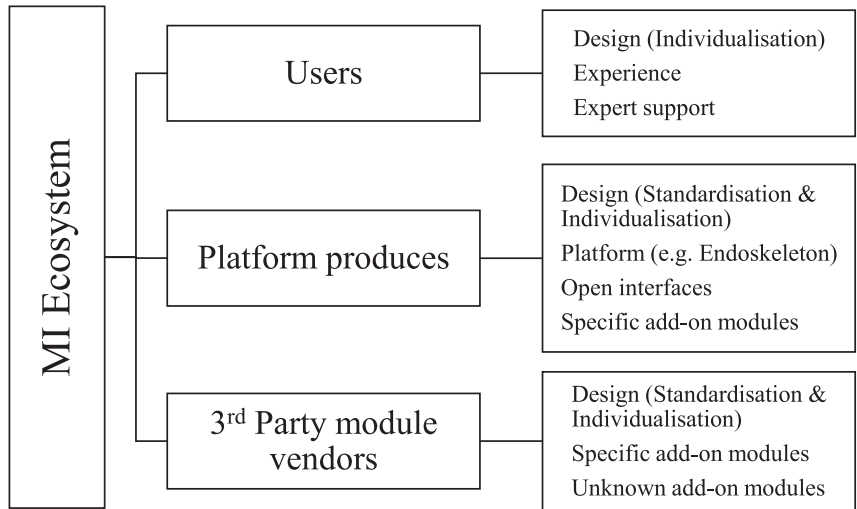 MI Ecosystem
Users
Design (Individualisation)
Experience
Expert support
Platform produces
Design (Standardisation &
Individualisation)
Platform (e.g. Endoskeleton)
Open interfaces
Specific add-on modules
3rd Party module
vendors
Design (Standardisation &
Individualisation)
Specific add-on modules
Unknown add-on modules